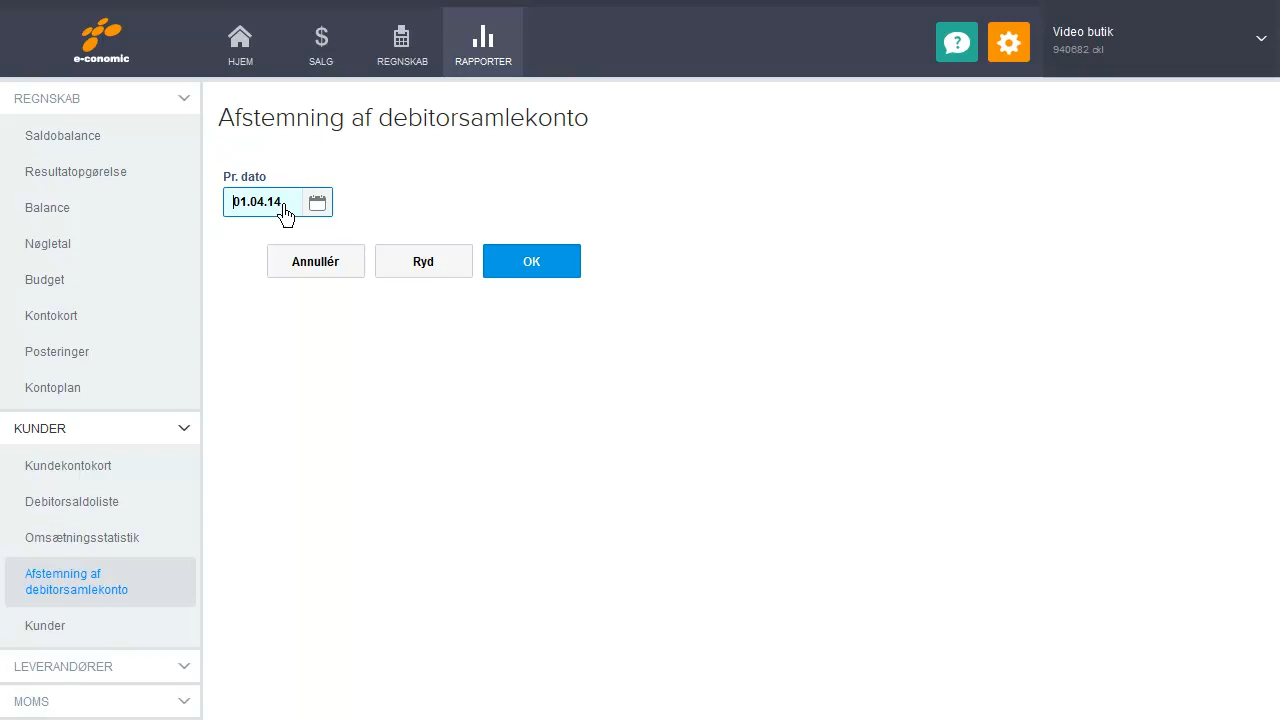 e-conomic
HJEM
SALG
REGNSKAB
RAPPORTER
?
Video butik
940682 ckl
REGNSKAB
Saldobalance
Resultatopgørelse
Balance
Nøgletal
Budget
Kontokort
Posteringer
Kontoplan
KUNDER
Kundekontokort
Debitorsaldoliste
Omsætningsstatistik
Afstemning af
debitorsamlekonto
Kunder
LEVERANDØRER
MOMS
Afstemning af debitorsamlekonto
Pr. dato
01.04.14
Annullér
Ryd
OK